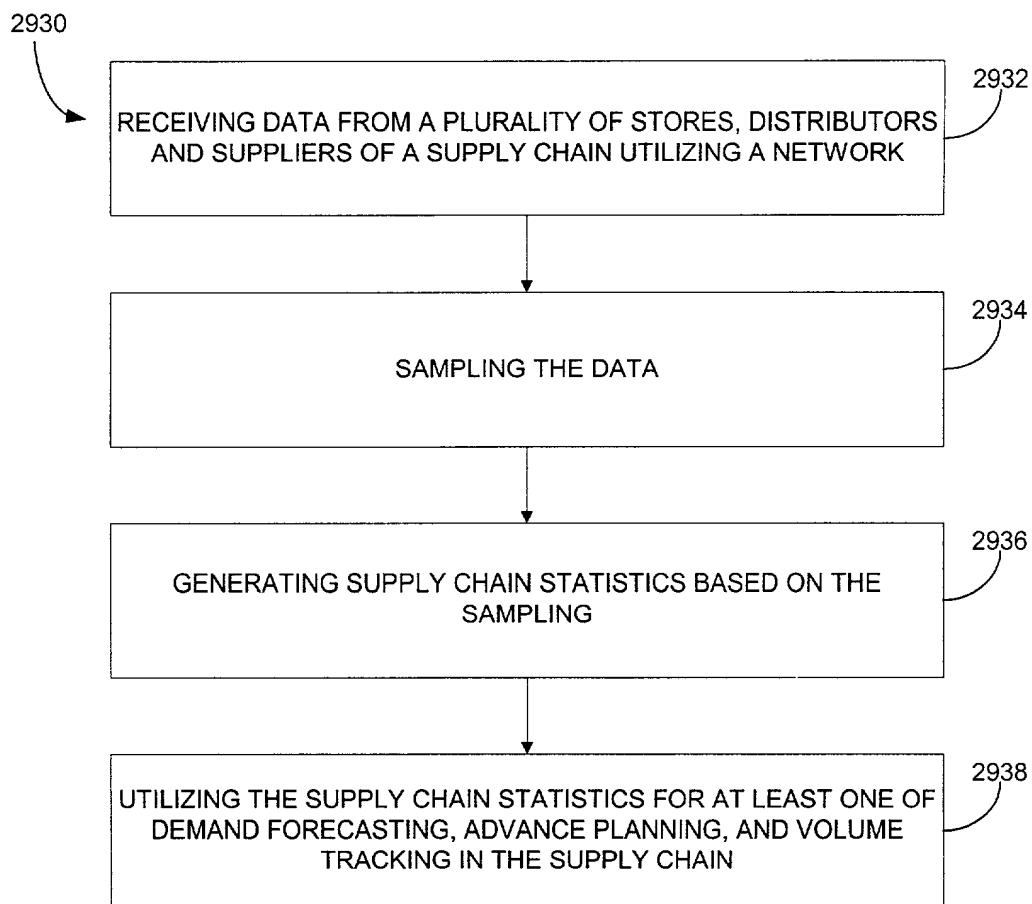 2930
2932
RECEIVING DATA FROM A PLURALITY OF STORES, DISTRIBUTORS
AND SUPPLIERS OF A SUPPLY CHAIN UTILIZING A NETWORK
2934
SAMPLING THE DATA
2936
GENERATING SUPPLY CHAIN STATISTICS BASED ON THE
SAMPLING
2938
UTILIZING THE SUPPLY CHAIN STATISTICS FOR AT LEAST ONE OF
DEMAND FORECASTING, ADVANCE PLANNING, AND VOLUME
TRACKING IN THE SUPPLY CHAIN